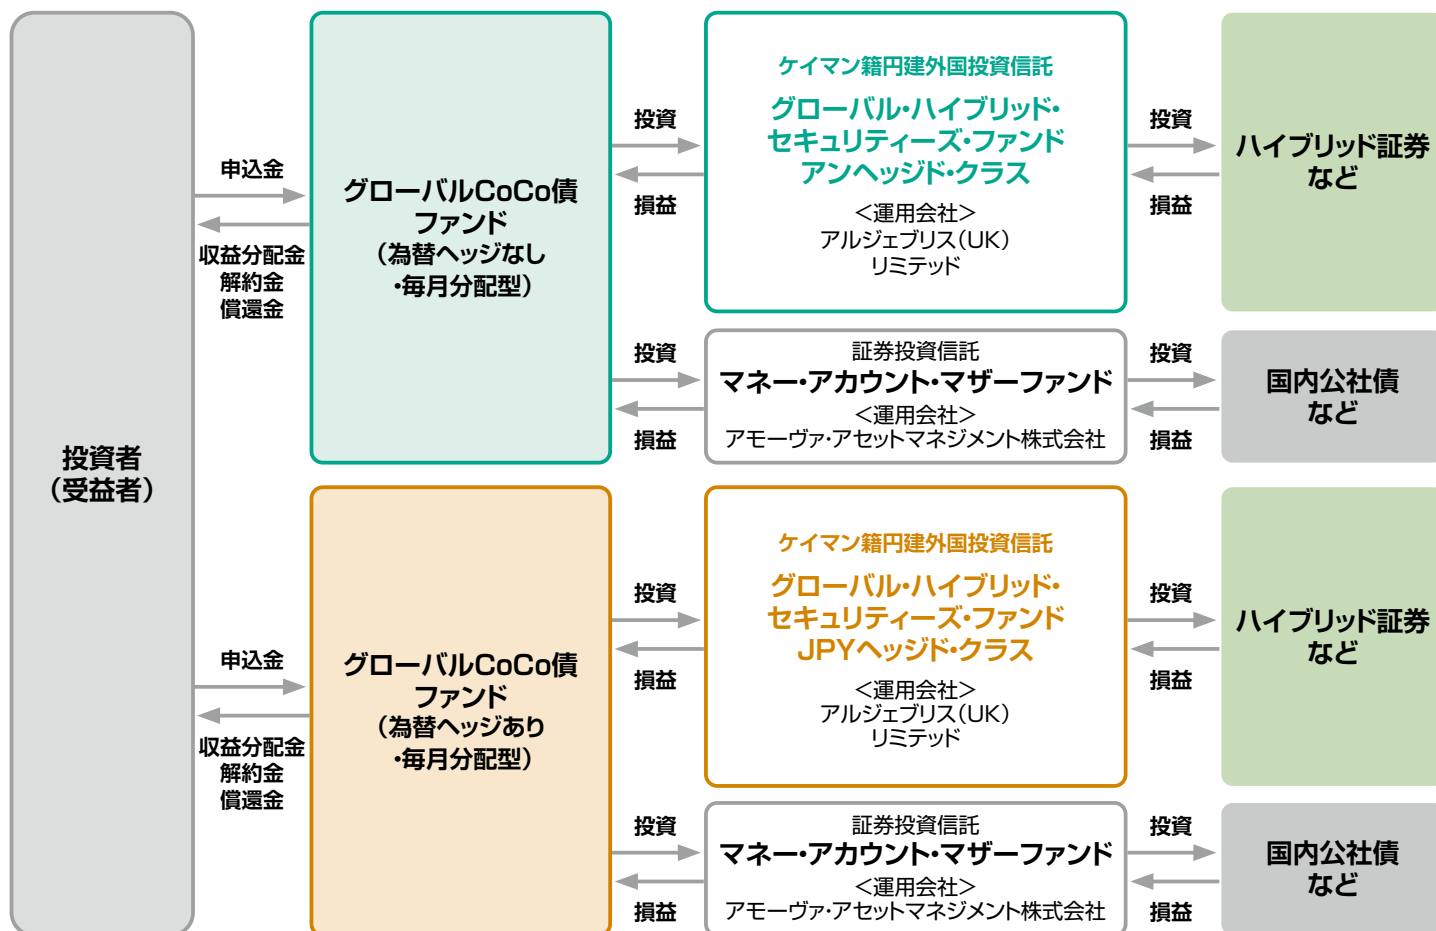 投資者
（受益者）
申込金
収益分配金
解約金
償還金
グローバルCoCo債
ファンド
（為替ヘッジなし
・毎月分配型）
投資
損益
ケイマン籍円建外国投資信託
グローバル・ハイブリッド・
セキュリティーズ・ファンド
アンヘッジド・クラス
＜運用会社＞
アルジェブリス（UK）
リミテッド
投資
損益
ハイブリッド証券
など
投資
損益
証券投資信託
マネー・アカウント・マザーファンド
＜運用会社＞
アモーヴァ・アセットマネジメント株式会社
投資
損益
国内公社債
など
申込金
収益分配金
解約金
償還金
グローバルCoCo債
ファンド
（為替ヘッジあり
・毎月分配型）
投資
損益
ケイマン籍円建外国投資信託
グローバル・ハイブリッド・
セキュリティーズ・ファンド
JPYヘッジド・クラス
＜運用会社＞
アルジェブリス（UK）
リミテッド
投資
損益
ハイブリッド証券
など
投資
損益
証券投資信託
マネー・アカウント・マザーファンド
＜運用会社＞
アモーヴァ・アセットマネジメント株式会社
投資
損益
国内公社債
など